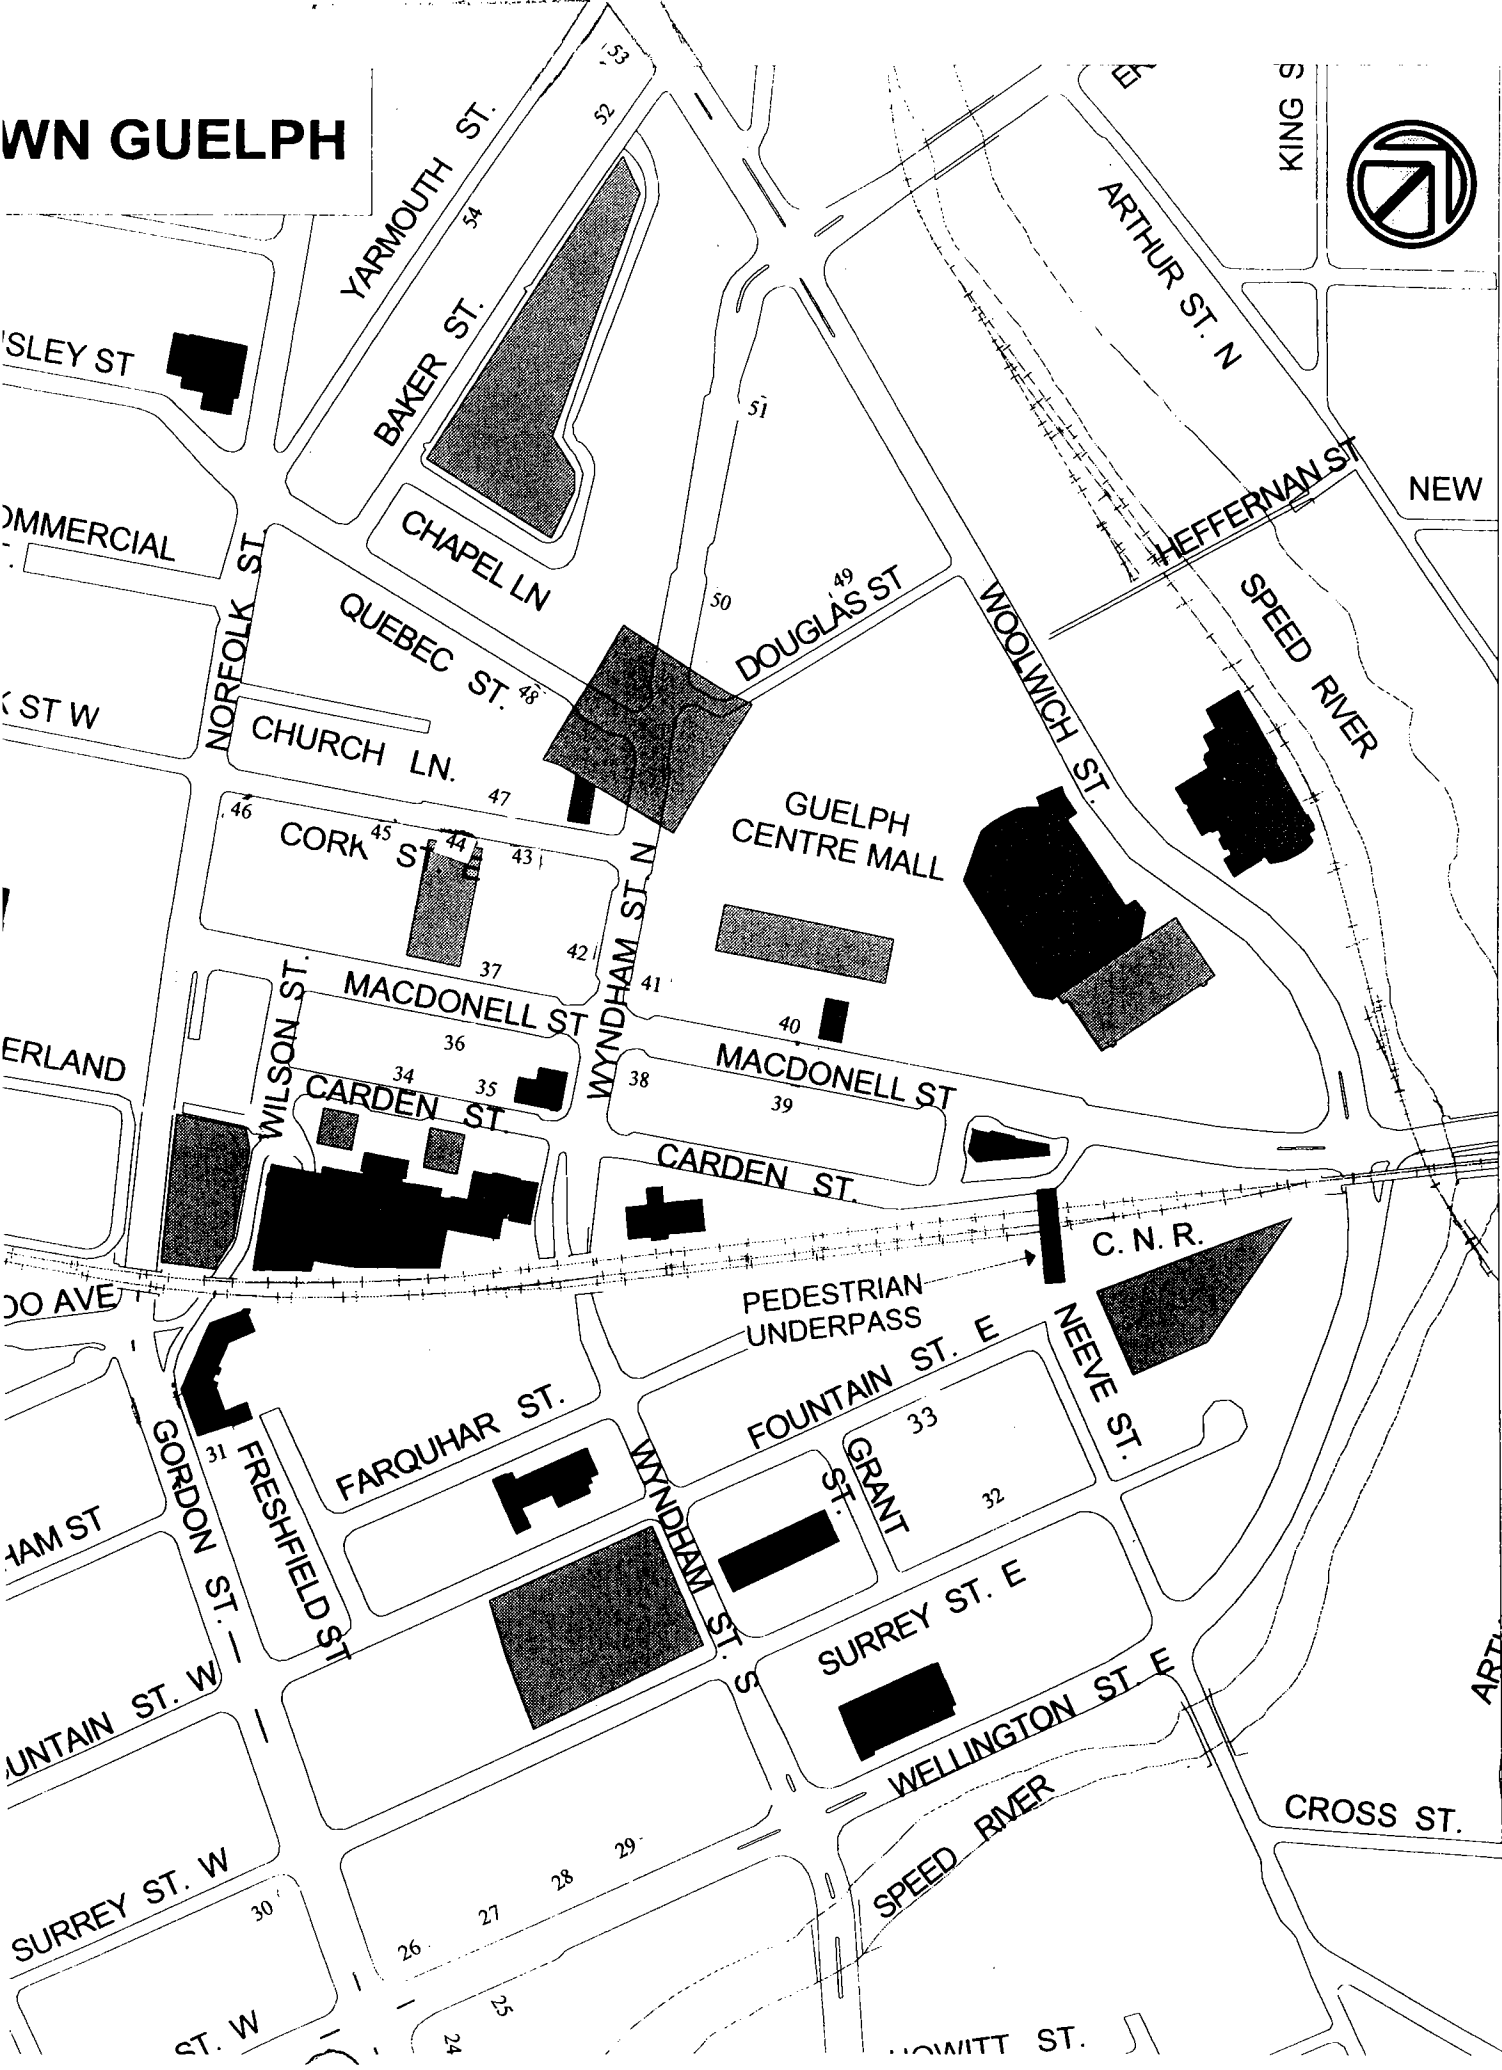 WN GUELPH
53
YARMOUTH ST.
52
54
KING S
ARTHUR ST. N
SLEY ST
BAKER ST.
51
HEFFERNAN ST
NEW
OMMERCIAL
NORFOLK ST.
CHAPEL LN
QUEBEC ST.
48
50
49
DOUGLAS ST
WOOLWICH ST.
SPEED RIVER
K ST W
CHURCH LN.
47
GUELPH
CENTRE MALL
46
CORK ST. E
45
44
43
WYNDHAM ST. N
42
41
37
MACDONELL ST
WILSON ST.
36
40
MACDONELL ST
ERLAND
34
35
CARDEN ST.
38
39
CARDEN ST.
C. N. R.
OO AVE
PEDESTRIAN
UNDERPASS
FOUNTAIN ST. E
NEEVE ST.
FARQUHAR ST.
33
GRANT
ST.
31
GORDON ST.
FRESHFIELD ST
WYNDHAM ST. S
32
HAM ST
SURREY ST. E
UNTAIN ST. W
WELLINGTON ST. E
SPEED RIVER
CROSS ST.
ART
SURREY ST. W
30
29
28
27
26
25
24
ST. W
HOWITT ST.